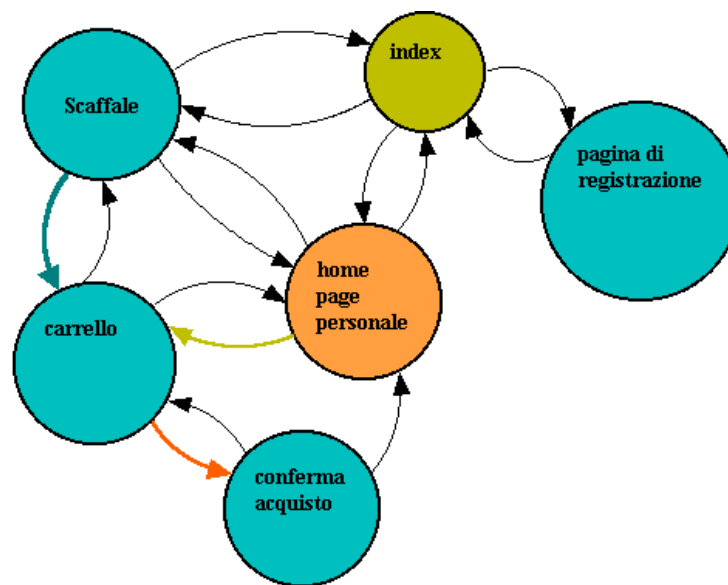 index
Scaffale
pagina di
registrazione
home
page
personale
carrello
conferma
acquisto